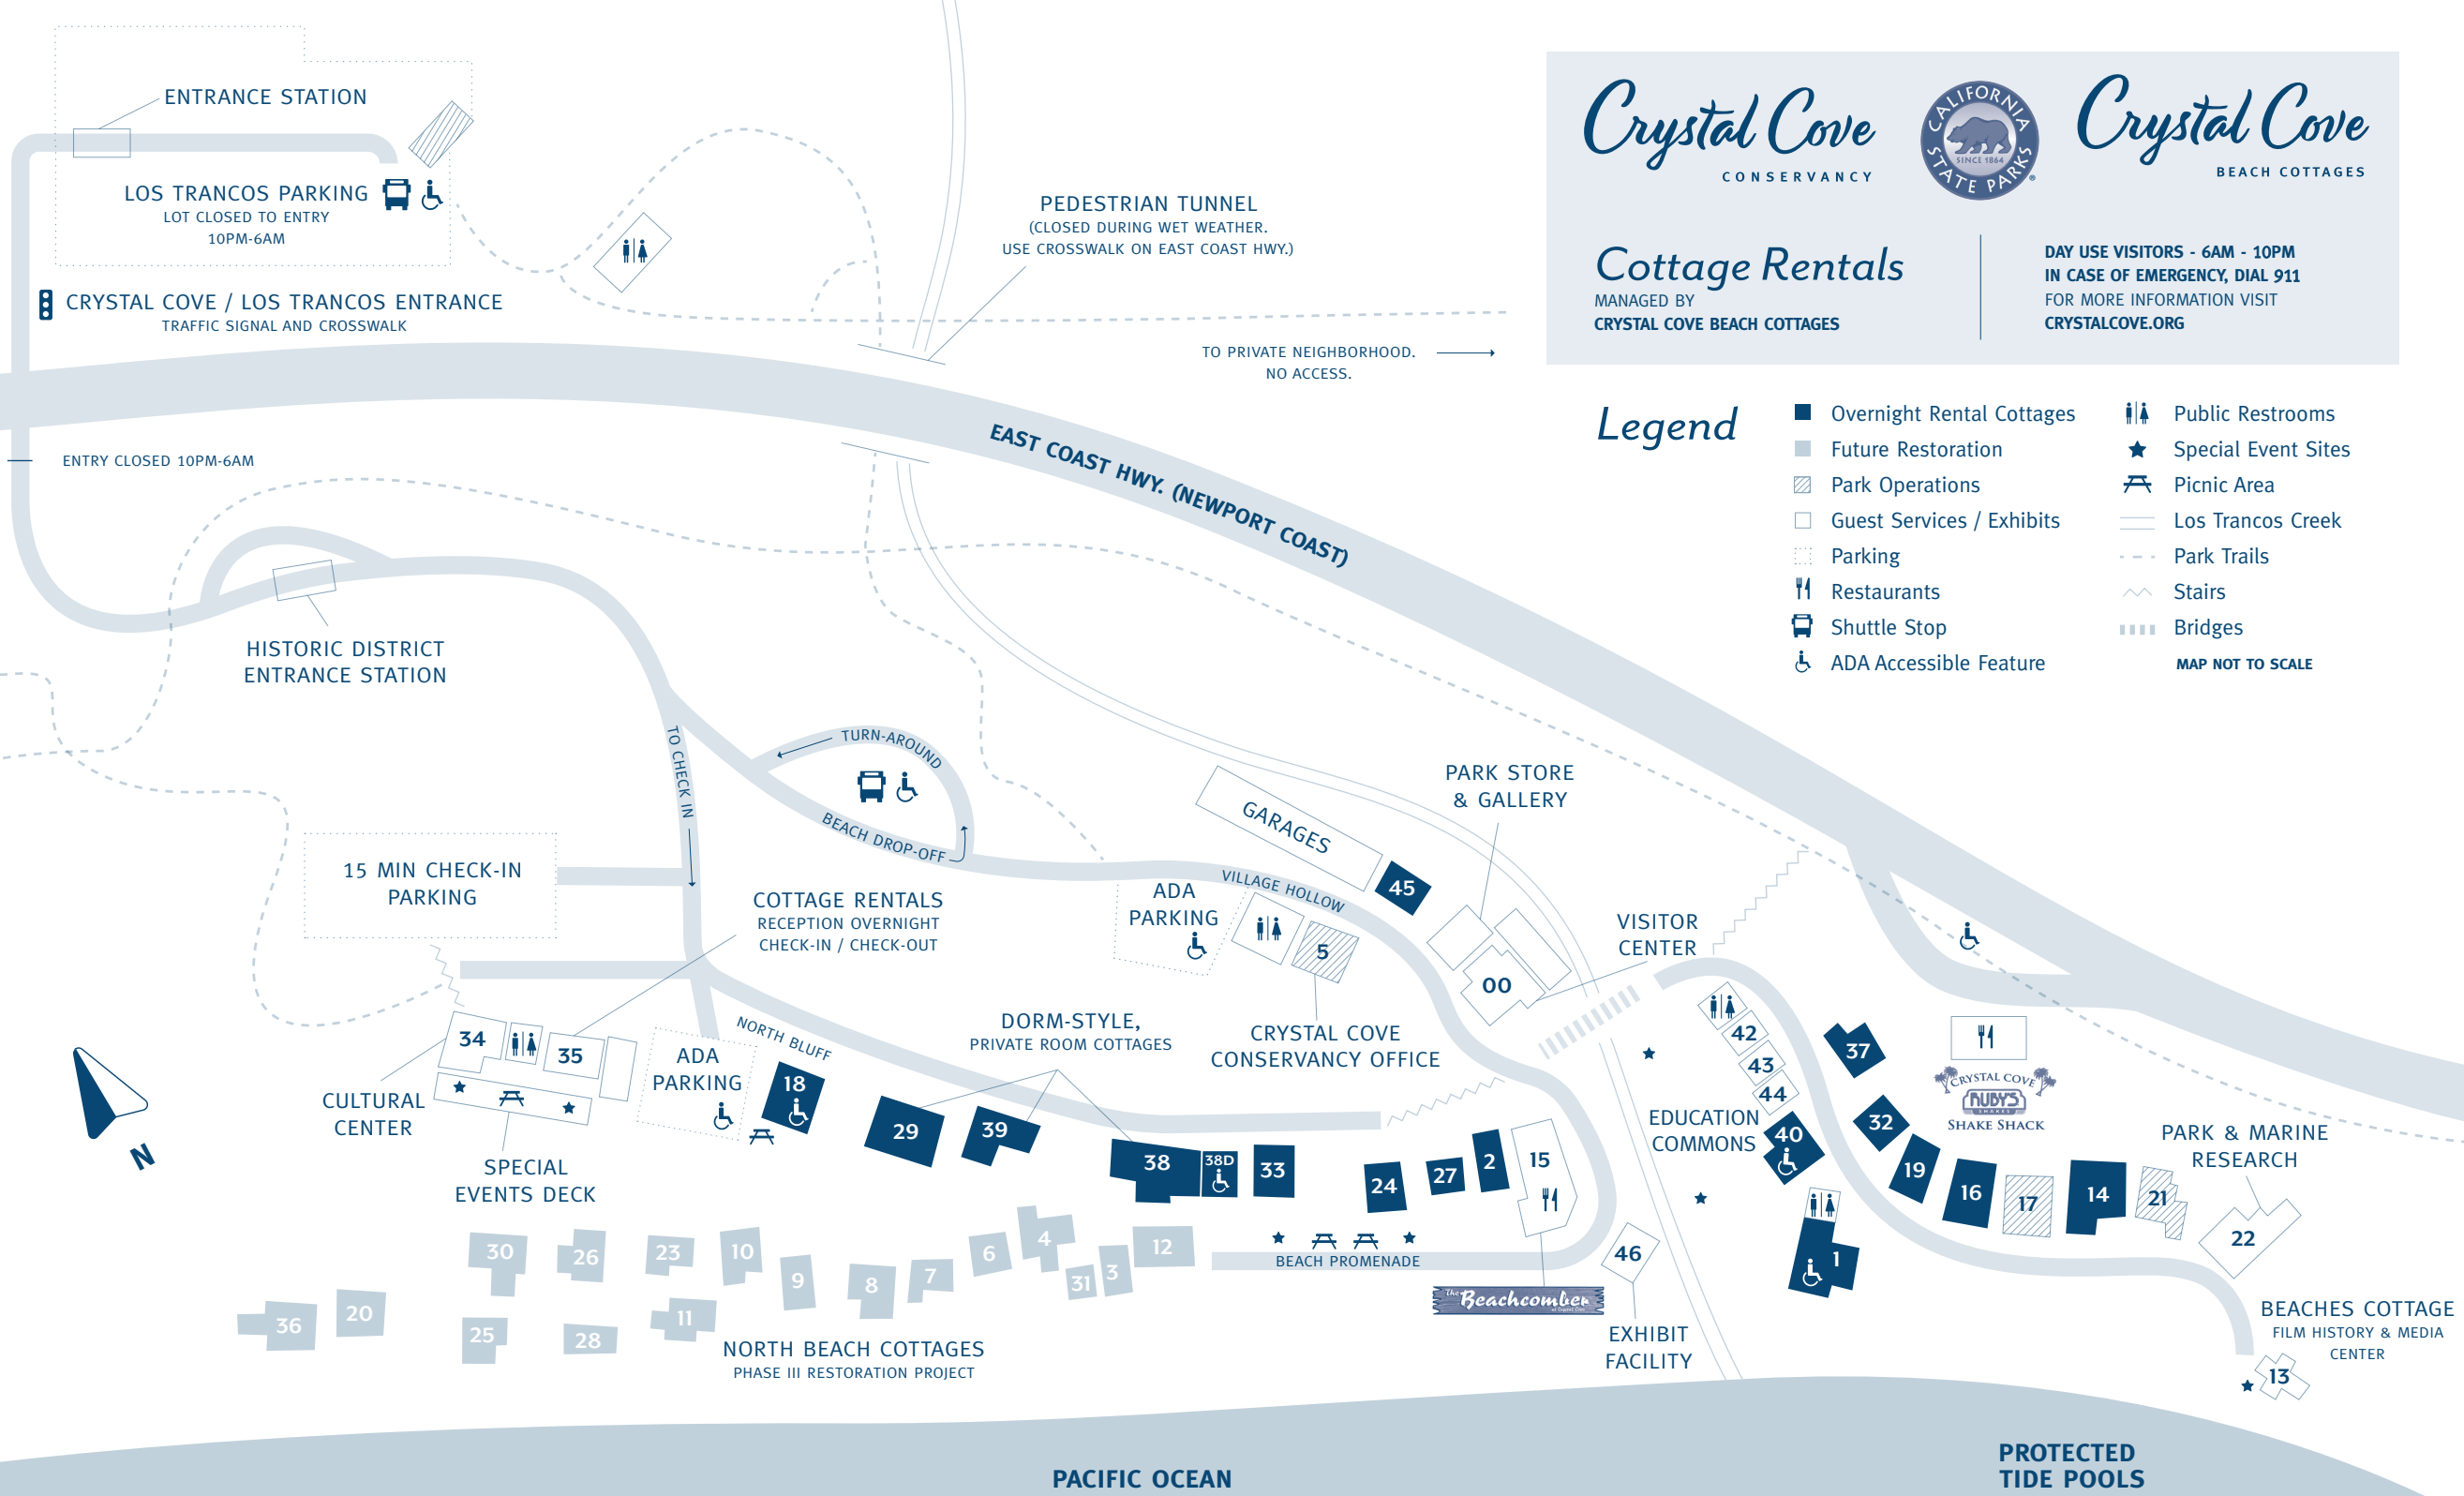 ENTRANCE STATION
LOS TRANCOS PARKING
LOT CLOSED TO ENTRY
10PM-6AM
CRYSTAL COVE / LOS TRANCOS ENTRANCE
TRAFFIC SIGNAL AND CROSSWALK
ENTRY CLOSED 10PM-6AM
PEDESTRIAN TUNNEL
(CLOSED DURING WET WEATHER.
USE CROSSWALK ON EAST COAST HWY.)
TO PRIVATE NEIGHBORHOOD.
NO ACCESS.
EAST COAST HWY. (NEWPORT COAST)
Crystal Cove
CONSERVANCY
CALIFORNIA
SINCE 1864
STATE PARKS
®
Crystal Cove
BEACH COTTAGES
Cottage Rentals
MANAGED BY
CRYSTAL COVE BEACH COTTAGES
DAY USE VISITORS - 6AM - 10PM
IN CASE OF EMERGENCY, DIAL 911
FOR MORE INFORMATION VISIT
CRYSTALCOVE.ORG
Legend
Overnight Rental Cottages
Future Restoration
Park Operations
Guest Services / Exhibits
Parking
Restaurants
Shuttle Stop
ADA Accessible Feature
Public Restrooms
Special Event Sites
Picnic Area
Los Trancos Creek
Park Trails
Stairs
Bridges
MAP NOT TO SCALE
HISTORIC DISTRICT
ENTRANCE STATION
TO CHECK IN
TURN-AROUND
BEACH DROP-OFF
15 MIN CHECK-IN
PARKING
COTTAGE RENTALS
RECEPTION OVERNIGHT
CHECK-IN / CHECK-OUT
ADA
PARKING
VILLAGE HOLLOW
GARAGES
45
PARK STORE
& GALLERY
5
00
VISITOR
CENTER
CRYSTAL COVE
CONSERVANCY OFFICE
DORM-STYLE,
PRIVATE ROOM COTTAGES
NORTH BLUFF
34
35
ADA
PARKING
18
CULTURAL
CENTER
SPECIAL
EVENTS DECK
N
29
39
38
38D
33
24
27
2
15
42
43
44
EDUCATION
COMMONS
40
37
32
19
16
17
14
21
22
1
CRYSTAL COVE
RUBY'S
SHAKES
SHAKE SHACK
PARK & MARINE
RESEARCH
30
26
23
10
9
8
7
6
4
31
3
12
36
20
25
28
11
NORTH BEACH COTTAGES
PHASE III RESTORATION PROJECT
BEACH PROMENADE
The Beachcomber
46
EXHIBIT
FACILITY
BEACHES COTTAGE
FILM HISTORY & MEDIA
CENTER
13
PACIFIC OCEAN
PROTECTED
TIDE POOLS